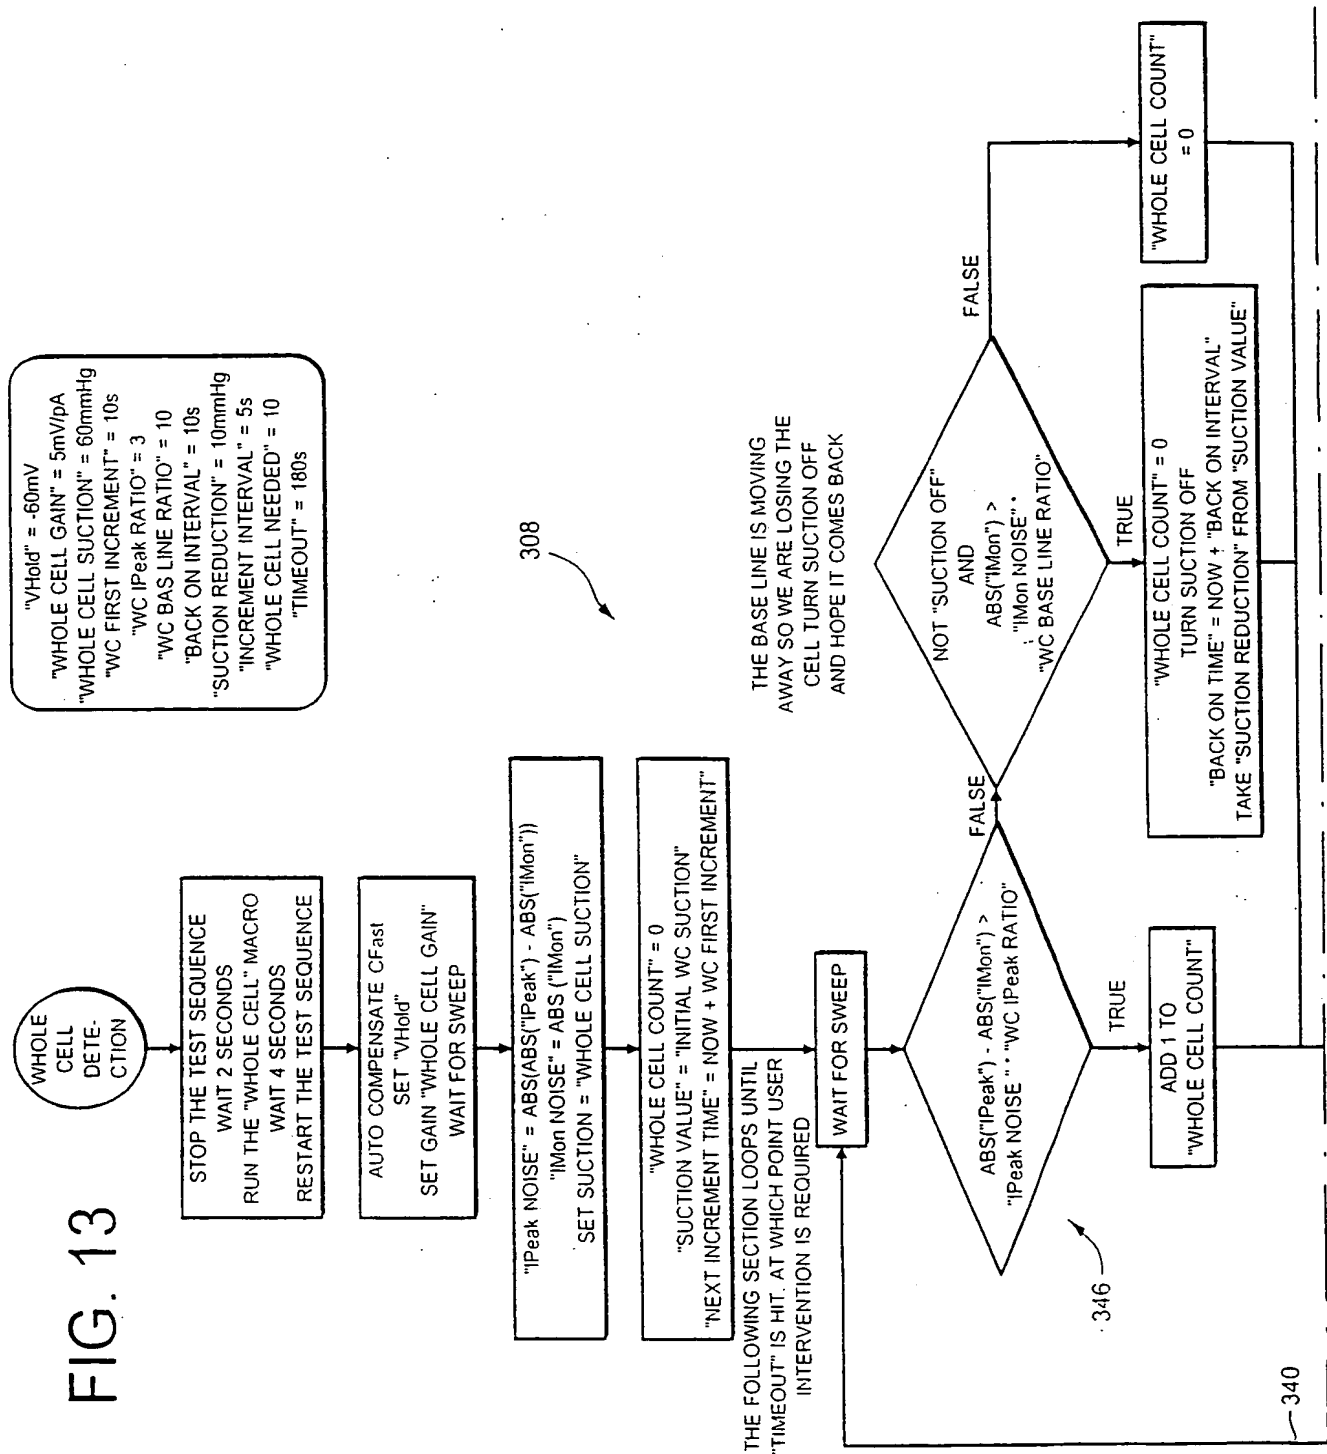 FIG. 13
WHOLE
CELL
DETE-
CTION
"VHold" = -60mV
"WHOLE CELL GAIN" = 5mV/pA
"WHOLE CELL SUCTION" = 60mmHg
"WC FIRST INCREMENT" = 10s
"WC IPeak RATIO" = 3
"WC BAS LINE RATIO" = 10
"BACK ON INTERVAL" = 10s
"SUCTION REDUCTION" = 10mmHg
"INCREMENT INTERVAL" = 5s
"WHOLE CELL NEEDED" = 10
"TIMEOUT" = 180s
STOP THE TEST SEQUENCE
WAIT 2 SECONDS
RUN THE "WHOLE CELL" MACRO
WAIT 4 SECONDS
RESTART THE TEST SEQUENCE
AUTO COMPENSATE CFast
SET "VHold"
SET GAIN "WHOLE CELL GAIN"
WAIT FOR SWEEP
"IPeak NOISE" = ABS(ABS("IPeak") - ABS("IMon"))
"IMon NOISE" = ABS ("IMon")
SET SUCTION = "WHOLE CELL SUCTION"
308
"WHOLE CELL COUNT" = 0
"SUCTION VALUE" = "INITIAL WC SUCTION"
"NEXT INCREMENT TIME" = NOW + WC FIRST INCREMENT"
THE FOLLOWING SECTION LOOPS UNTIL
"TIMEOUT" IS HIT. AT WHICH POINT USER
INTERVENTION IS REQUIRED
WAIT FOR SWEEP
THE BASE LINE IS MOVING
AWAY SO WE ARE LOSING THE
CELL TURN SUCTION OFF
AND HOPE IT COMES BACK
ABS("IPeak") - ABS("IMon") >
"IPeak NOISE " • "WC IPeak RATIO"
346
FALSE
TRUE
NOT "SUCTION OFF"
AND
ABS("IMon") >
"IMon NOISE" •
"WC BASE LINE RATIO"
FALSE
TRUE
ADD 1 TO
"WHOLE CELL COUNT"
"WHOLE CELL COUNT" = 0
TURN SUCTION OFF
"BACK ON TIME" = NOW + "BACK ON INTERVAL"
TAKE "SUCTION REDUCTION" FROM "SUCTION VALUE"
"WHOLE CELL COUNT"
= 0
340